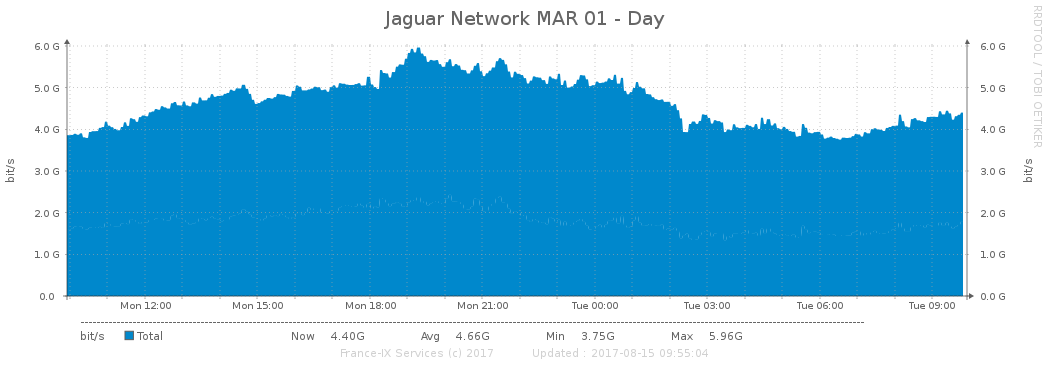 Jaguar Network MAR 01 - Day
RRDTOOL / TOBI OETIKER
6.0 G 6.0 G
5.0 G 5.0 G
4.0 G 4.0 G
3.0 G 3.0 G
2.0 G 2.0 G
1.0 G 1.0 G
0.0 0.0 G
bit/s
bit/s
Mon 12:00 Mon 15:00 Mon 18:00 Mon 21:00 Tue 00:00 Tue 03:00 Tue 06:00 Tue 09:00
bit/s Total Now 4.40G Avg 4.66G Min 3.75G Max 5.96G
France-IX Services (c) 2017 Updated : 2017-08-15 09:55:04